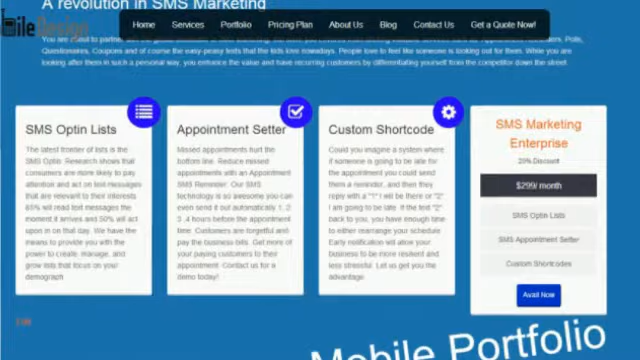 A revolution in SMS Marketing
Home Services Portfolio Pricing Plan About Us Blog Contact Us Get a Quote Now!
bile Design
Questionaires, Coupons and of course the easy-peasy texts that the kids love nowadays. People love to feel like someone is looking out for them. While you are
looking after them in such a personal way, you enhance the value and have recurring customers by differentiating yourself from the competitor down the street.
SMS Optin Lists
The latest frontier of lists is the
SMS Optin. Research shows that
consumers are more likely to pay
attention and act on text messages
that are relevant to their interests.
85% will read text messages the
moment it arrives and 50% will act
upon in on that day. We have the
means to provide you with the
power to create, manage, and
grow lists that focus on your
demograph
Appointment Setter
Missed appointments hurt the
bottom line. Reduce missed
appointments with an Appointment
SMS Reminder. Our SMS
technology is so awesome you can
even send it out automatically 1, 2,
3 ,4 hours before the appointment
time. Customers are forgetful and
pay the business bills. Get more of
your paying customers to their
appointment. Contact us for a
demo today!
Custom Shortcode
Could you imagine a system where
if someone is going to be late for
the appointment you could send
them a reminder, and then they
reply with a "1" I will be there or "2"
I am going to be late. If the text "2"
back to you, you have enough time
to either rearrange your schedule.
Early notification will allow your
business to be more resilient and
less stressful. Let us get you the
advantage.
SMS Marketing
Enterprise
20% Discount
$299/ month
SMS Optin Lists
SMS Appointment Setter
Custom Shortcodes
Avail Now
Mobile Portfolio